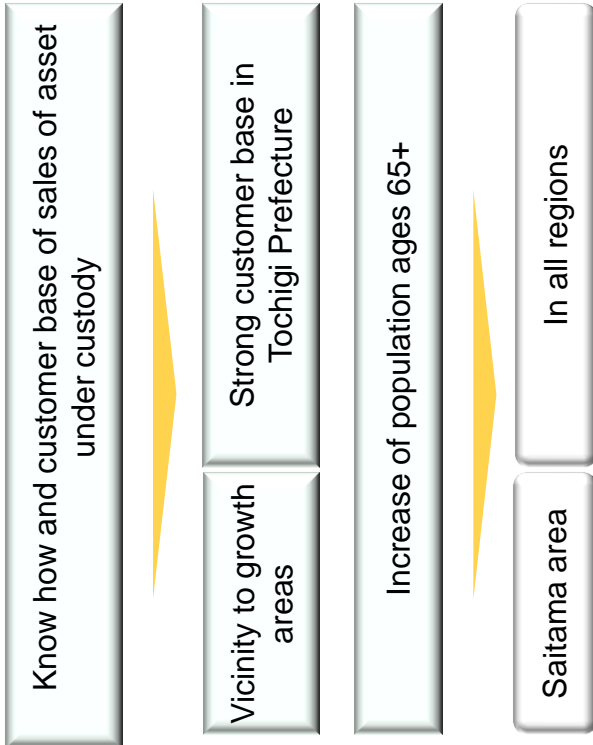 Know how and customer base of sales of asset
under custody
Vicinity to growth
areas
Strong customer base in
Tochigi Prefecture
Increase of population ages 65+
Saitama area
In all regions